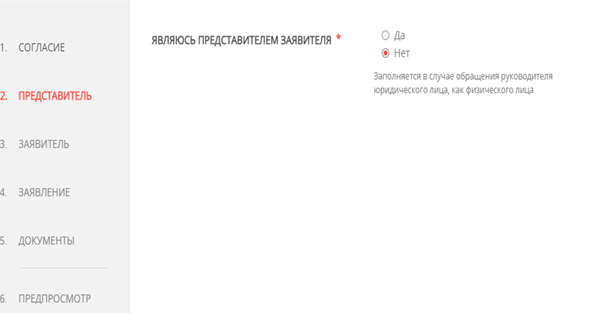 1. СОГЛАСИЕ
2. ПРЕДСТАВИТЕЛЬ
3. ЗАЯВИТЕЛЬ
4. ЗАЯВЛЕНИЕ
5. ДОКУМЕНТЫ
6. ПРЕДПРОСМОТР
ЯВЛЯЮСЬ ПРЕДСТАВИТЕЛЕМ ЗАЯВИТЕЛЯ *
Да
Нет
Заполняется в случае обращения руководителя
юридического лица, как физического лица